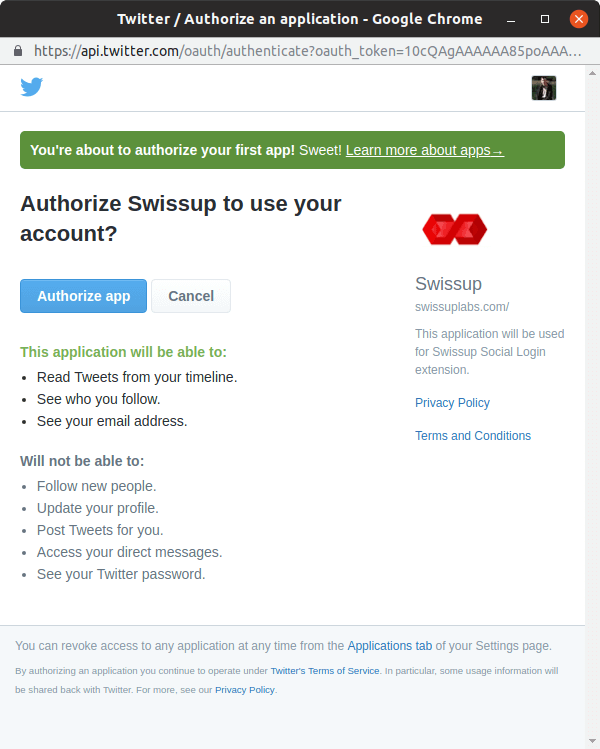 Twitter / Authorize an application - Google Chrome
https://api.twitter.com/oauth/authenticate?oauth_token=10cQAgAAAAAA85poAAA...
You're about to authorize your first app! Sweet! Learn more about apps→
Authorize Swissup to use your
account?
Authorize app
Cancel
This application will be able to:
• Read Tweets from your timeline.
• See who you follow.
• See your email address.
Will not be able to:
• Follow new people.
• Update your profile.
• Post Tweets for you.
• Access your direct messages.
• See your Twitter password.
Swissup
swissuplabs.com/
This application will be used
for Swissup Social Login
extension.
Privacy Policy
Terms and Conditions
You can revoke access to any application at any time from the Applications tab of your Settings page.
By authorizing an application you continue to operate under Twitter's Terms of Service. In particular, some usage information will
be shared back with Twitter. For more, see our Privacy Policy.